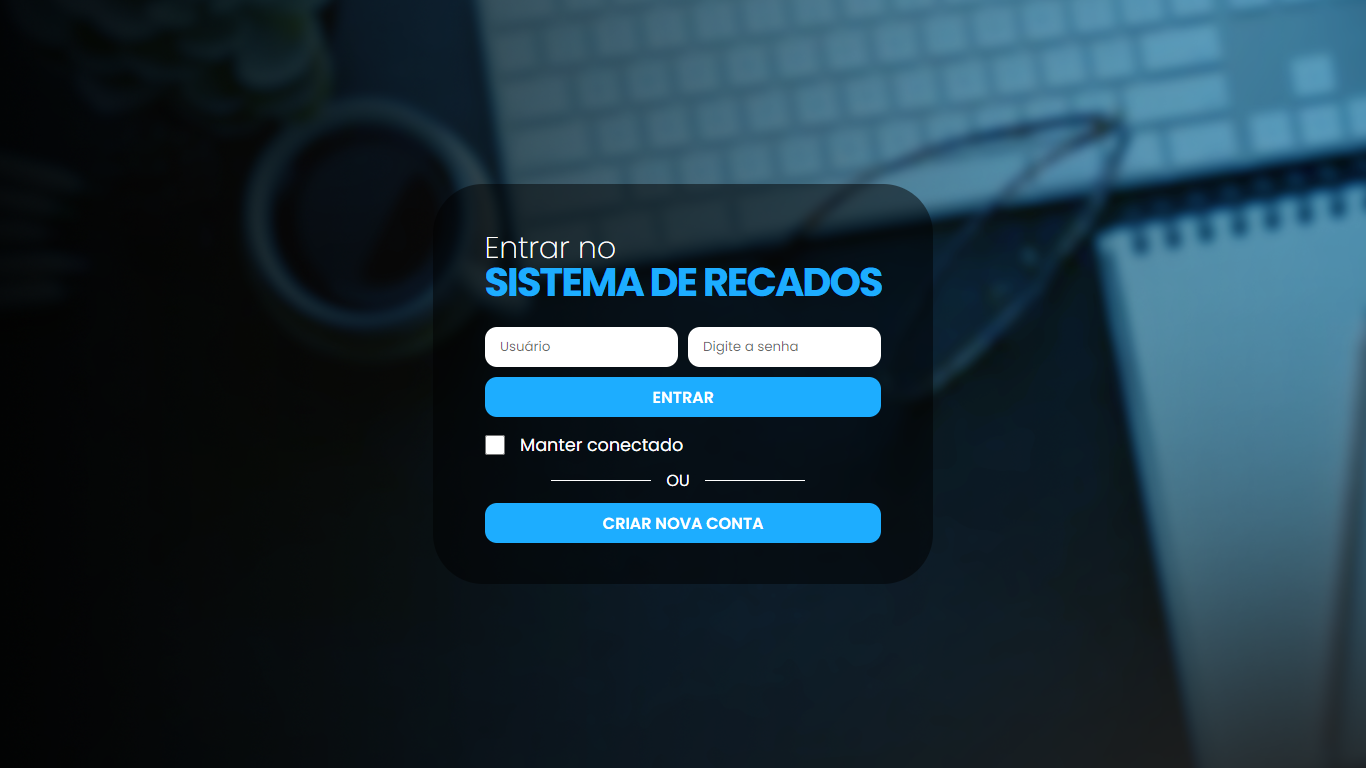 Entrar no
SISTEMA DE RECADOS
Usuário Digite a senha
ENTRAR
Manter conectado
OU
CRIAR NOVA CONTA